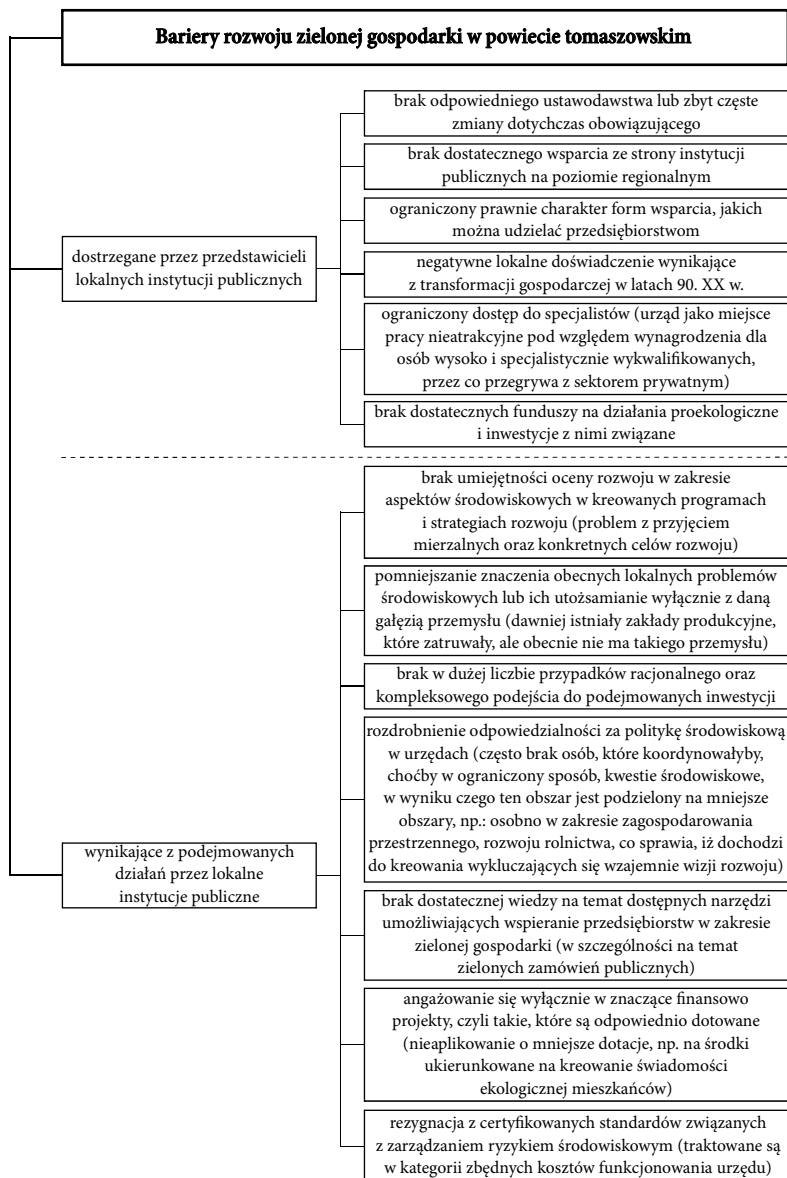 Bariery rozwoju zielonej gospodarki w powiecie tomaszowskim
dostrzegane przez przedstawicieli
lokalnych instytucji publicznych
brak odpowiedniego ustawodawstwa lub zbyt częste
zmiany dotychczas obowiązującego
brak dostatecznego wsparcia ze strony instytucji
publicznych na poziomie regionalnym
ograniczony prawnie charakter form wsparcia, jakich
można udzielać przedsiębiorstwom
negatywne lokalne doświadczenie wynikające
z transformacji gospodarczej w latach 90. XX w.
ograniczony dostęp do specjalistów (urząd jako miejsce
pracy nieatrakcyjne pod względem wynagrodzenia dla
osób wysoko i specjalistycznie wykwalifikowanych,
przez co przegrywa z sektorem prywatnym)
brak dostatecznych funduszy na działania proekologiczne
i inwestycje z nimi związane
wynikające z podejmowanych
działań przez lokalne
instytucje publiczne
brak umiejętności oceny rozwoju w zakresie
aspektów środowiskowych w kreowanych programach
i strategiach rozwoju (problem z przyjęciem
mierzalnych oraz konkretnych celów rozwoju)
pomniejszanie znaczenia obecnych lokalnych problemów
środowiskowych lub ich utożsamianie wyłącznie z daną
gałęzią przemysłu (dawniej istniały zakłady produkcyjne,
które zatruwały, ale obecnie nie ma takiego przemysłu)
brak w dużej liczbie przypadków racjonalnego oraz
kompleksowego podejścia do podejmowanych inwestycji
rozdrobnienie odpowiedzialności za politykę środowiskową
w urzędach (często brak osób, które koordynowałyby,
choćby w ograniczony sposób, kwestie środowiskowe,
w wyniku czego ten obszar jest podzielony na mniejsze
obszary, np.: osobno w zakresie zagospodarowania
przestrzennego, rozwoju rolnictwa, co sprawia, iż dochodzi
do kreowania wykluczających się wzajemnie wizji rozwoju)
brak dostatecznej wiedzy na temat dostępnych narzędzi
umożliwiających wspieranie przedsiębiorstw w zakresie
zielonej gospodarki (w szczególności na temat
zielonych zamówień publicznych)
angażowanie się wyłącznie w znaczące finansowo
projekty, czyli takie, które są odpowiednio dotowane
(nieaplikowanie o mniejsze dotacje, np. na środki
ukierunkowane na kreowanie świadomości
ekologicznej mieszkańców)
rezygnacja z certyfikowanych standardów związanych
z zarządzaniem ryzykiem środowiskowym (traktowane są
w kategorii zbędnych kosztów funkcjonowania urzędu)